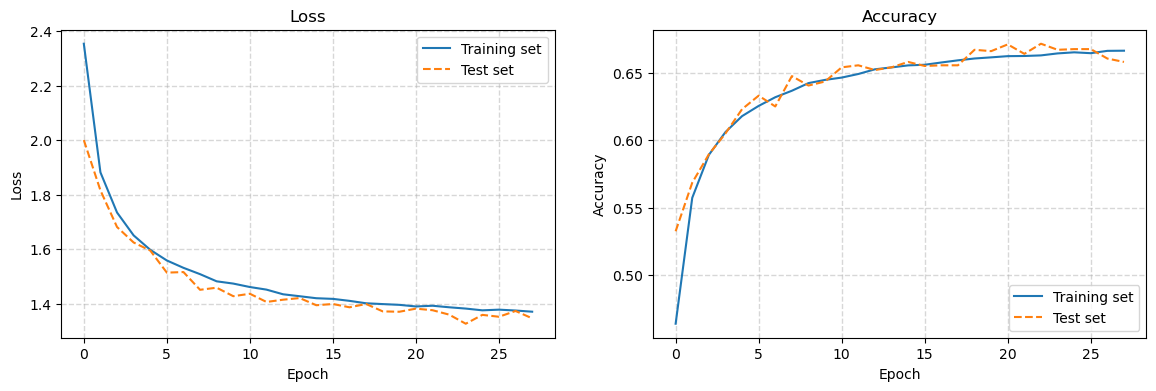 Loss
2.4
2.2
2.0
1.8
1.6
1.4
Loss
0 5 10 15 20 25
Epoch
Training set
Test set
Accuracy
0.65
0.60
0.55
0.50
Accuracy
0 5 10 15 20 25
Epoch
Training set
Test set